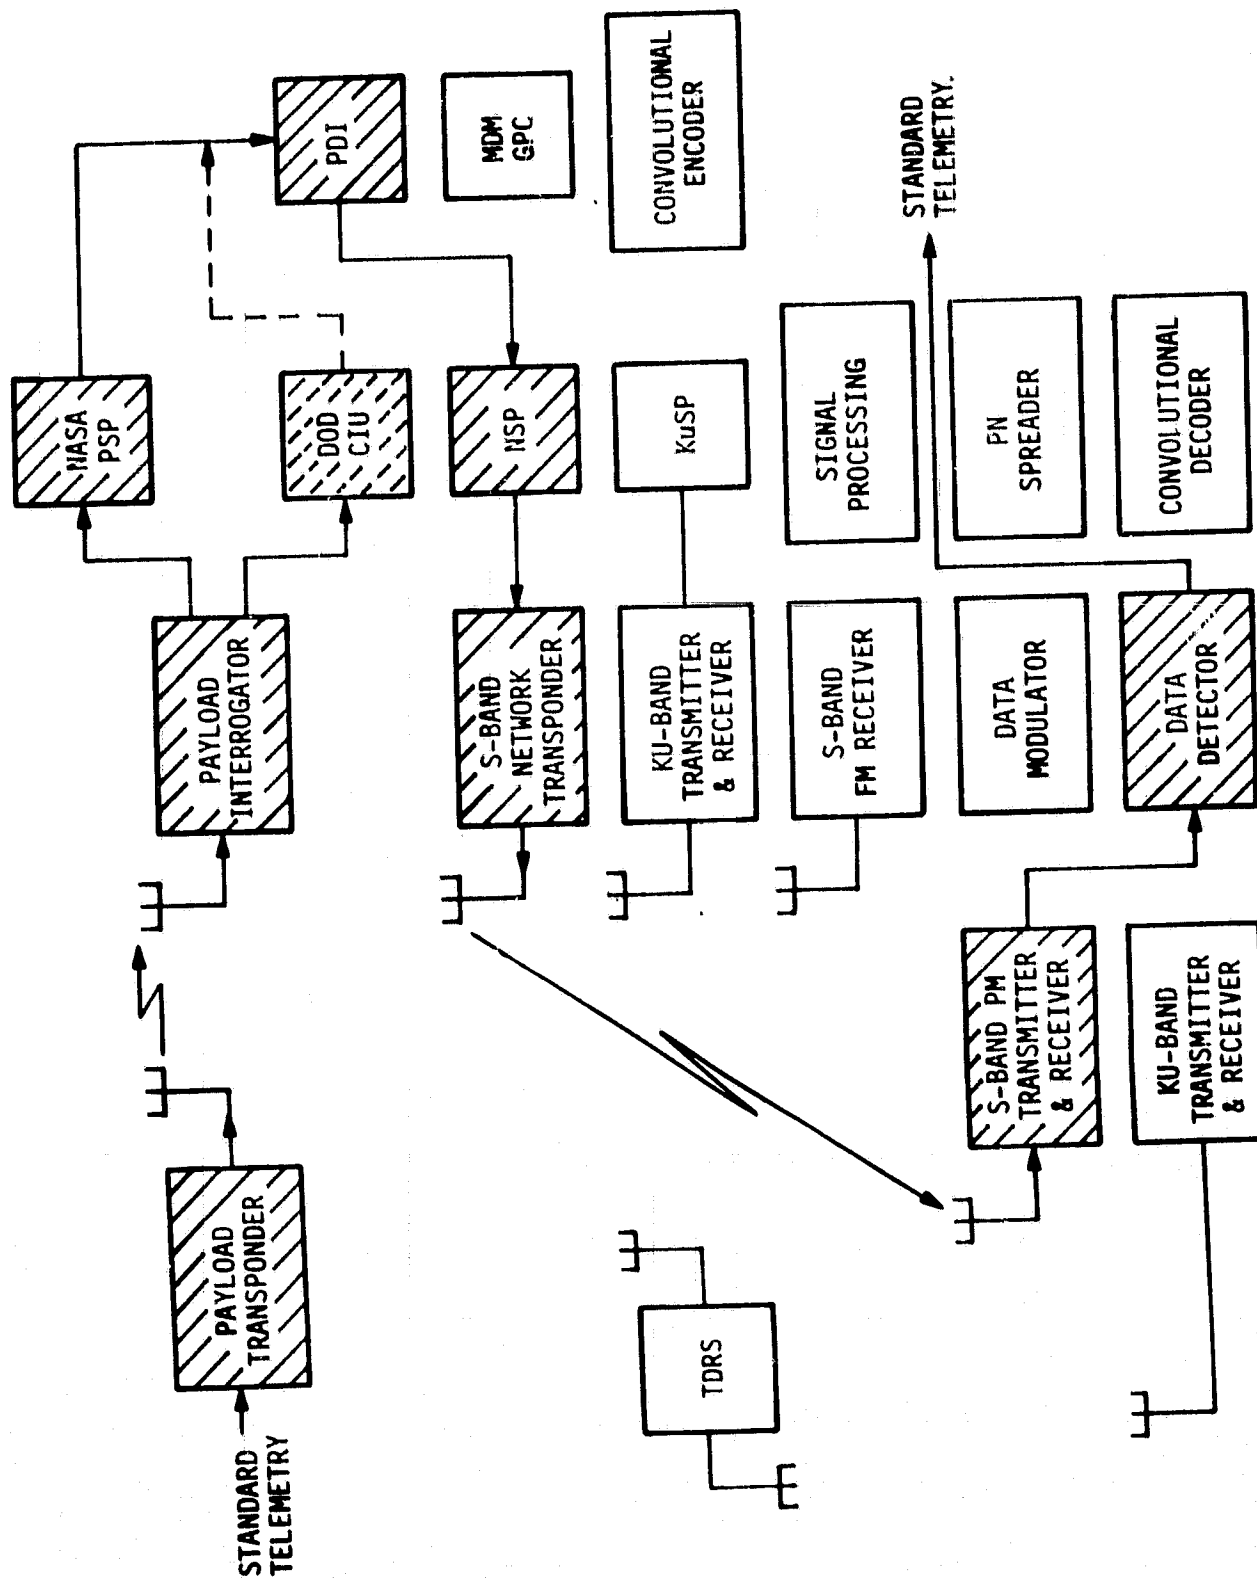 STANDARD
TELEMETRY
PAYLOAD
TRANSPONDER
PAYLOAD
INTERROGATOR
NASA
PSP
DOD
CIU
PDI
MDM
GPC
CONVOLUTIONAL
ENCODER
NSP
S-BAND
NETWORK
TRANSPONDER
KuSP
KU-BAND
TRANSMITTER
& RECEIVER
TDRS
S-BAND
FM RECEIVER
SIGNAL
PROCESSING
STANDARD
TELEMETRY.
S-BAND PM
TRANSMITTER
& RECEIVER
DATA
MODULATOR
PN
SPREADER
KU-BAND
TRANSMITTER
& RECEIVER
DATA
DETECTOR
CONVOLUTIONAL
DECODER